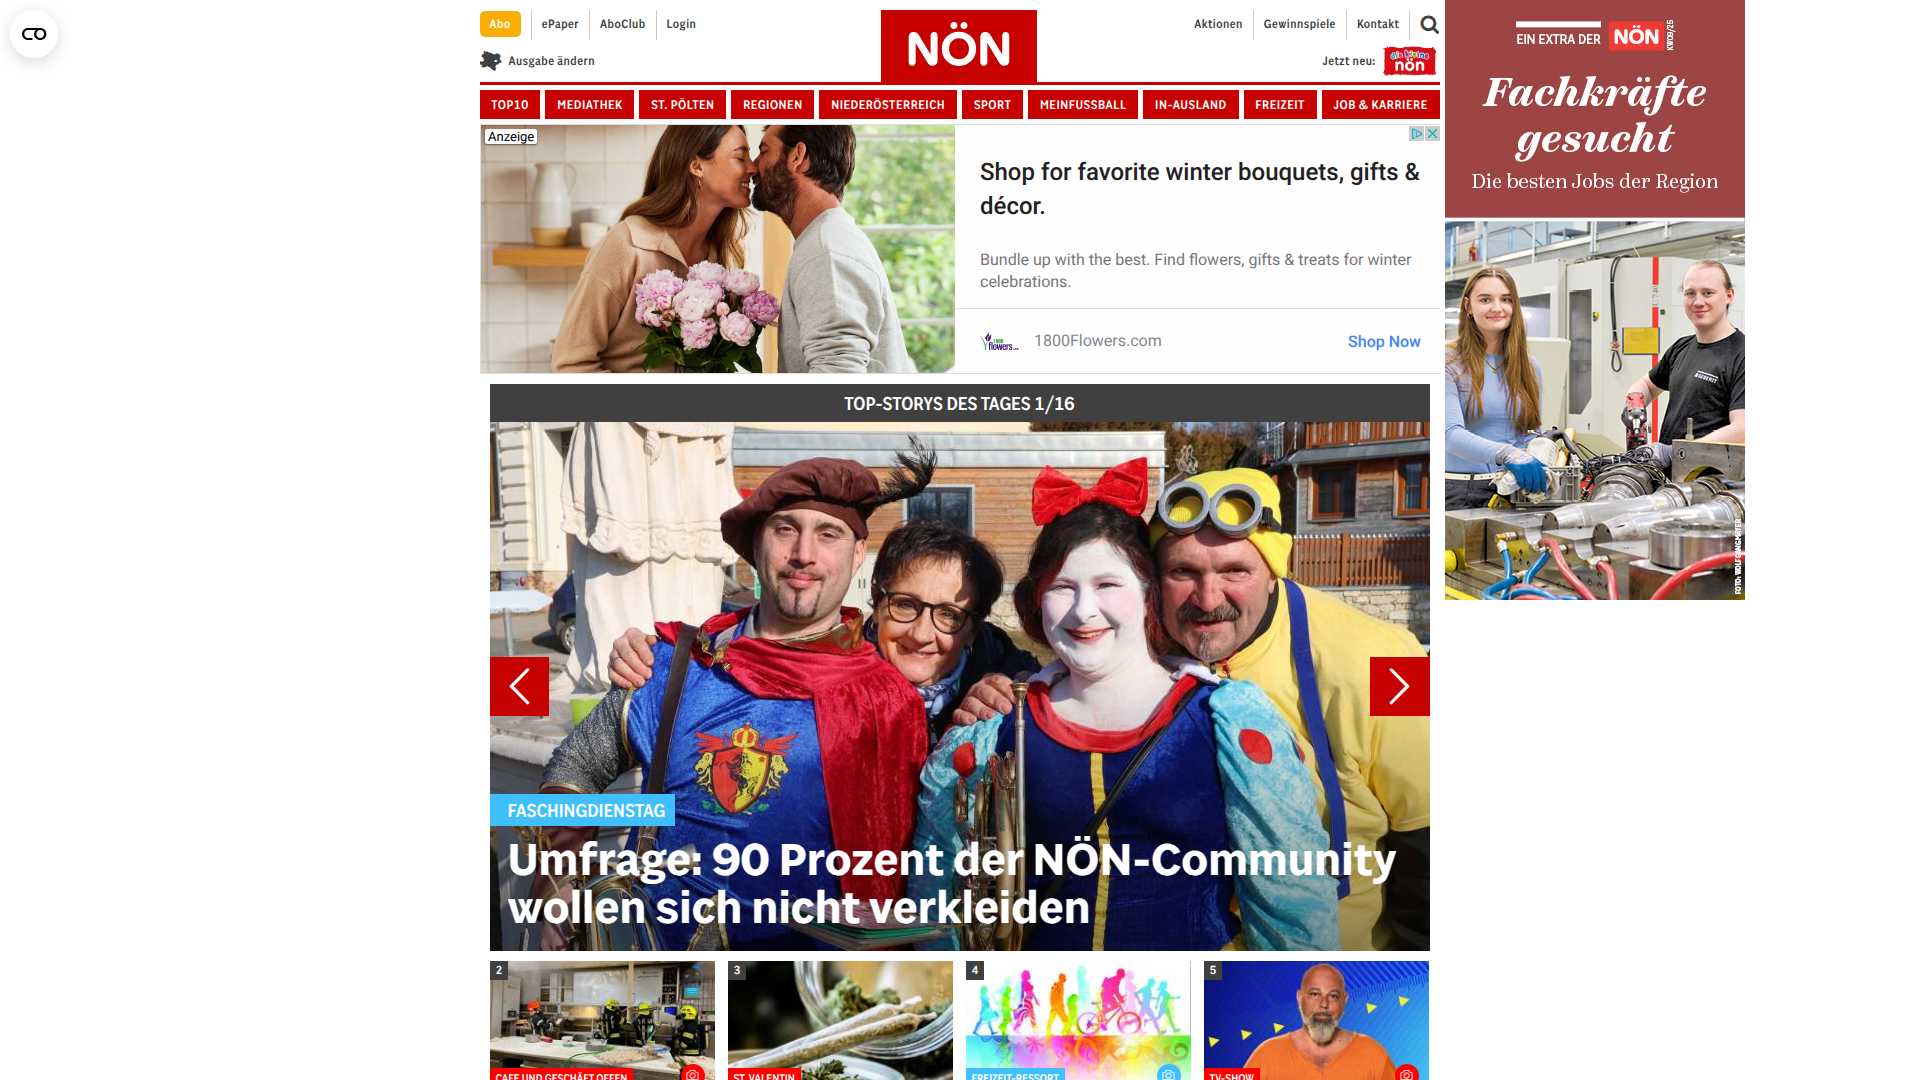 Abo
ePaper
AboClub
Login
Aktionen
Gewinnspiele
Kontakt
NÖN
Ausgabe ändern
Jetzt neu:
die kleine
nön
TOP10
MEDIATHEK
ST. PÖLTEN
REGIONEN
NIEDERÖSTERREICH
SPORT
MEINFUSSBALL
IN-AUSLAND
FREIZEIT
JOB & KARRIERE
Anzeige
Shop for favorite winter bouquets, gifts &
décor.
Bundle up with the best. Find flowers, gifts & treats for winter
celebrations.
1800Flowers.com
Shop Now
EIN EXTRA DER
NÖN
KW09/25
Fachkräfte
gesucht
Die besten Jobs der Region
TOP-STORYS DES TAGES 1/16
FASCHINGDIENSTAG
Umfrage: 90 Prozent der NÖN-Community
wollen sich nicht verkleiden
2
CAFE UND GESCHÄFT OFFEN
3
ST. VALENTIN
4
FREIZEIT-RESSORT
5
TV-SHOW